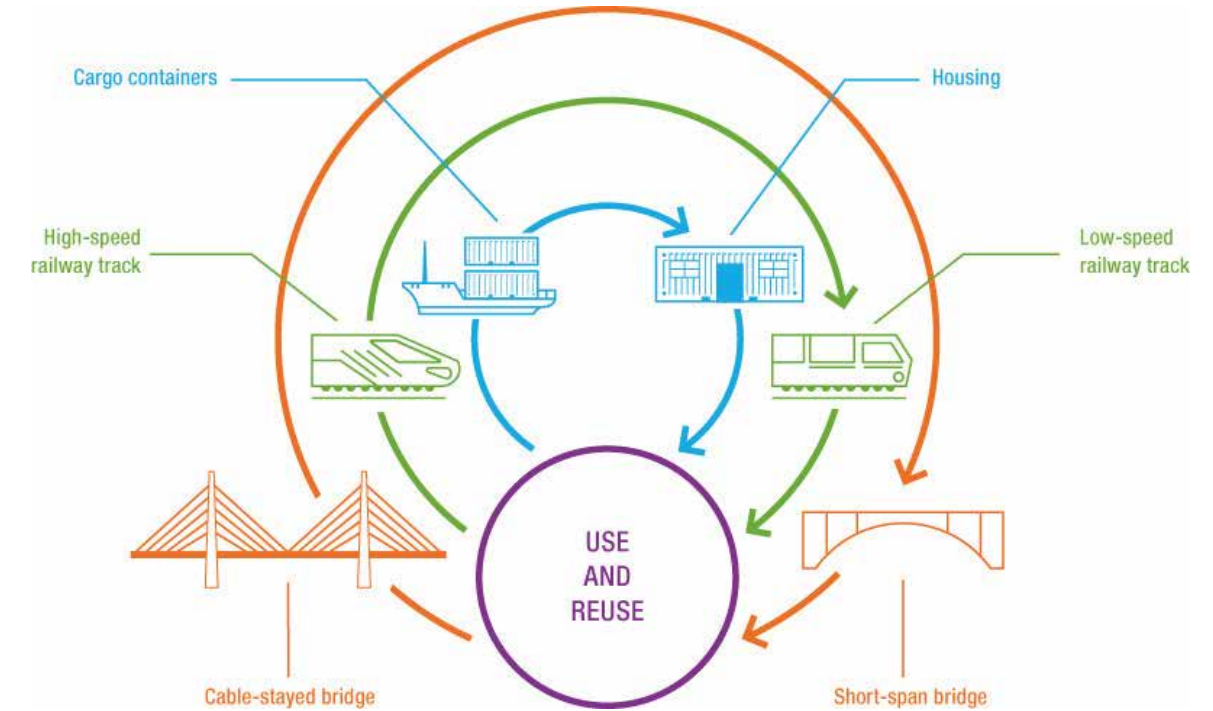 Cargo containers
Housing
High-speed
railway track
Low-speed
railway track
USE
AND
REUSE
Cable-stayed bridge
Short-span bridge